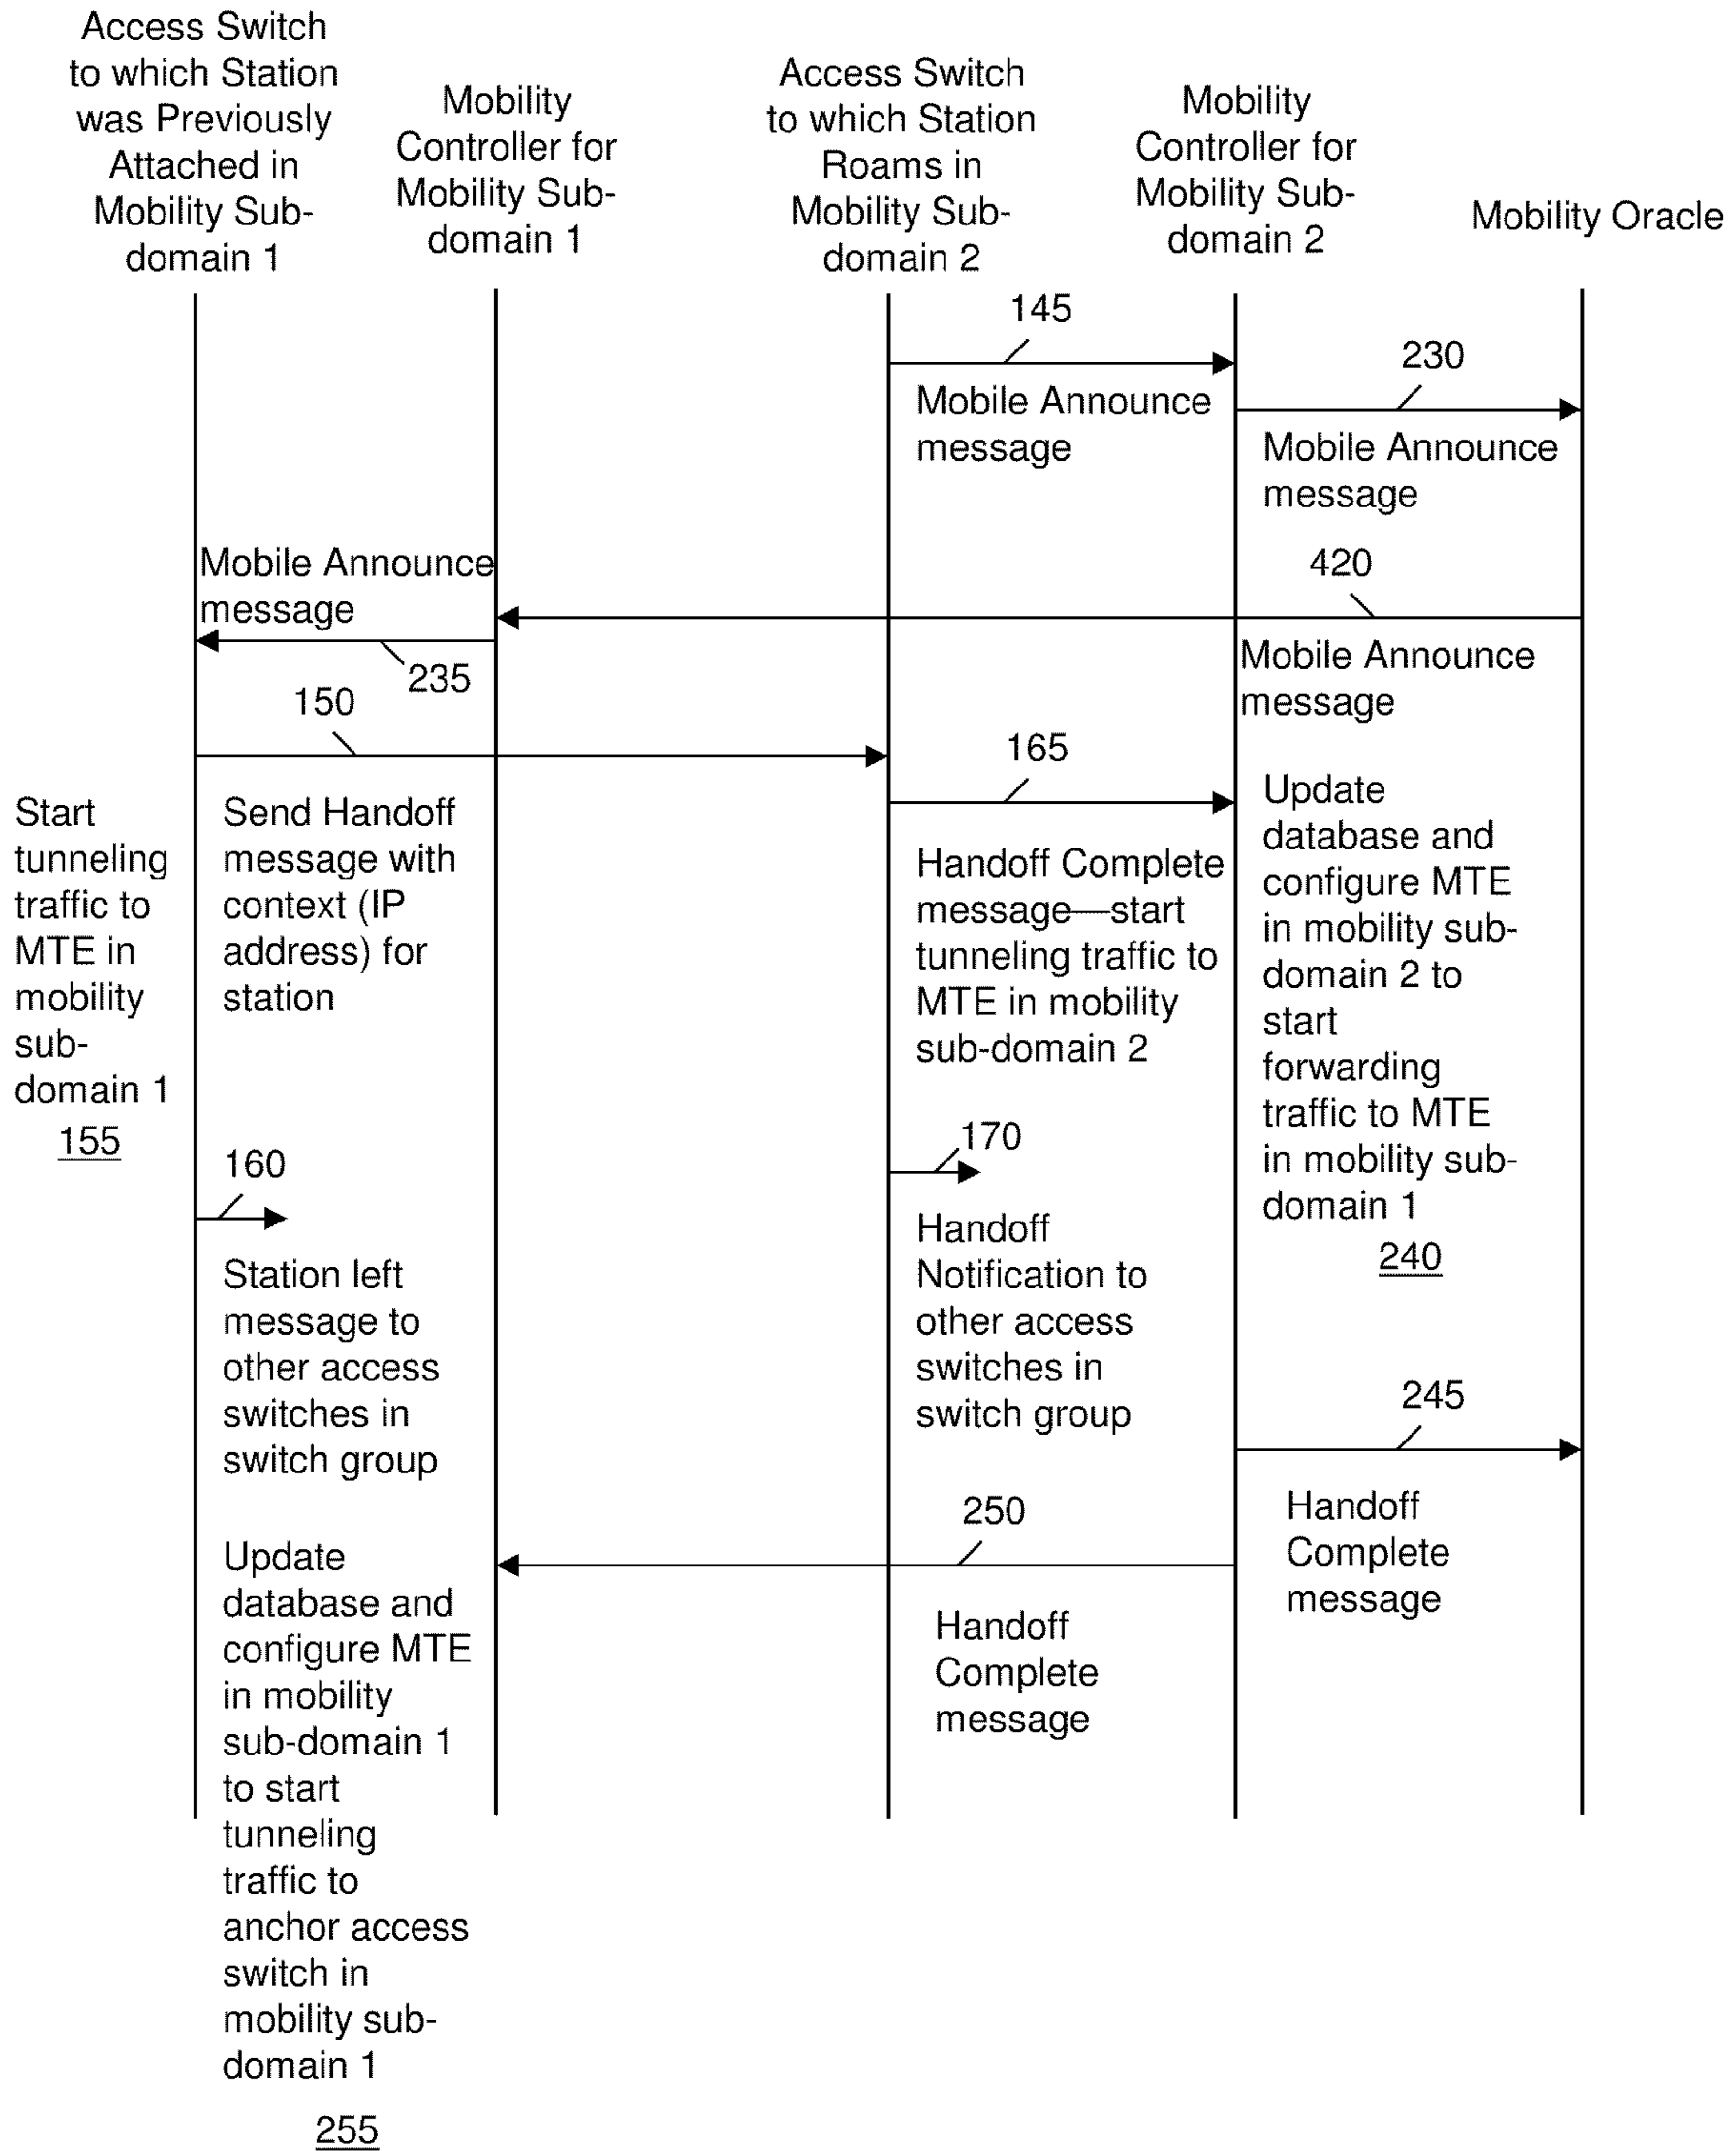 Access Switch
to which Station
was Previously
Attached in
Mobility Sub-
domain 1
Mobility
Controller for
Mobility Sub-
domain 1
Access Switch
to which Station
Roams in
Mobility Sub-
domain 2
Mobility
Controller for
Mobility Sub-
domain 2
Mobility Oracle
145
Mobile Announce
message
230
Mobile Announce
message
420
Mobile Announce
message
Mobile Announce
message
235
150
Send Handoff
message with
context (IP
address) for
station
Start
tunneling
traffic to
MTE in
mobility
sub-
domain 1
155
165
Handoff Complete
message—start
tunneling traffic to
MTE in mobility
sub-domain 2
Update
database and
configure MTE
in mobility sub-
domain 2 to
start
forwarding
traffic to MTE
in mobility sub-
domain 1
240
160
Station left
message to
other access
switches in
switch group
170
Handoff
Notification to
other access
switches in
switch group
245
Handoff
Complete
message
250
Handoff
Complete
message
Update
database and
configure MTE
in mobility
sub-domain 1
to start
tunneling
traffic to
anchor access
switch in
mobility sub-
domain 1
255